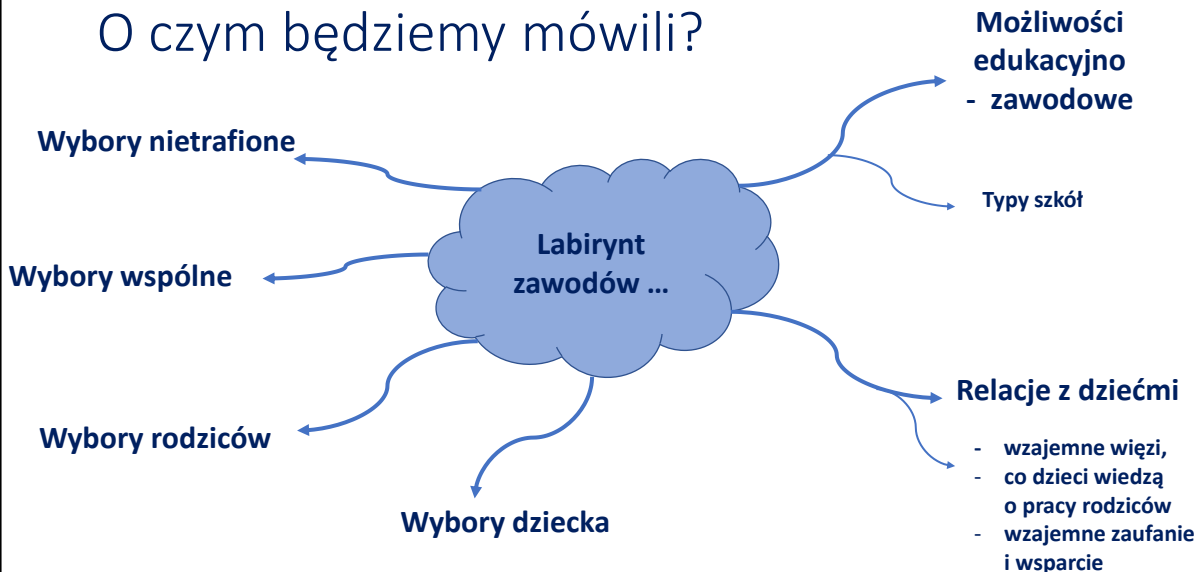 O czym będziemy mówili?
Możliwości
edukacyjno
- zawodowe
Wybory nietrafione
Typy szkół
Labirynt
zawodów ...
Wybory wspólne
Relacje z dziećmi
Wybory rodziców
- wzajemne więzi,
- co dzieci wiedzą
o pracy rodziców
- wzajemne zaufanie
i wsparcie
Wybory dziecka